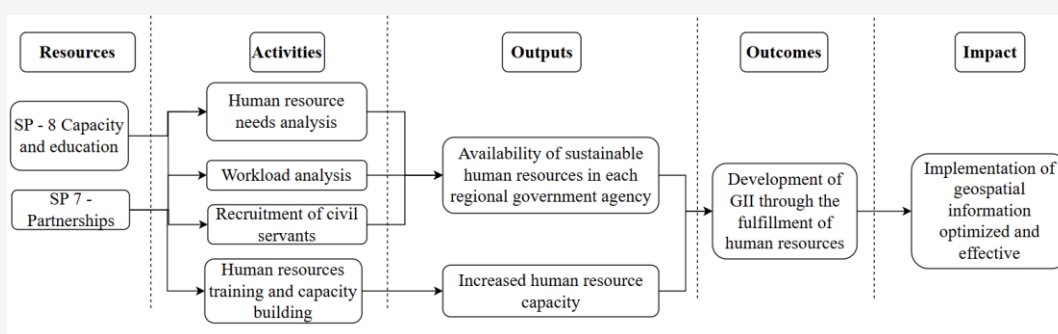 Resources
Activities
Outputs
Outcomes
Impact
SP - 8 Capacity
and education
SP 7 -
Partnerships
Human resource
needs analysis
Workload analysis
Recruitment of civil
servants
Human resources
training and capacity
building
Availability of sustainable
human resources in each
regional government agency
Increased human resource
capacity
Development of
GII through the
fulfillment of
human resources
Implementation of
geospatial
information
optimized and
effective